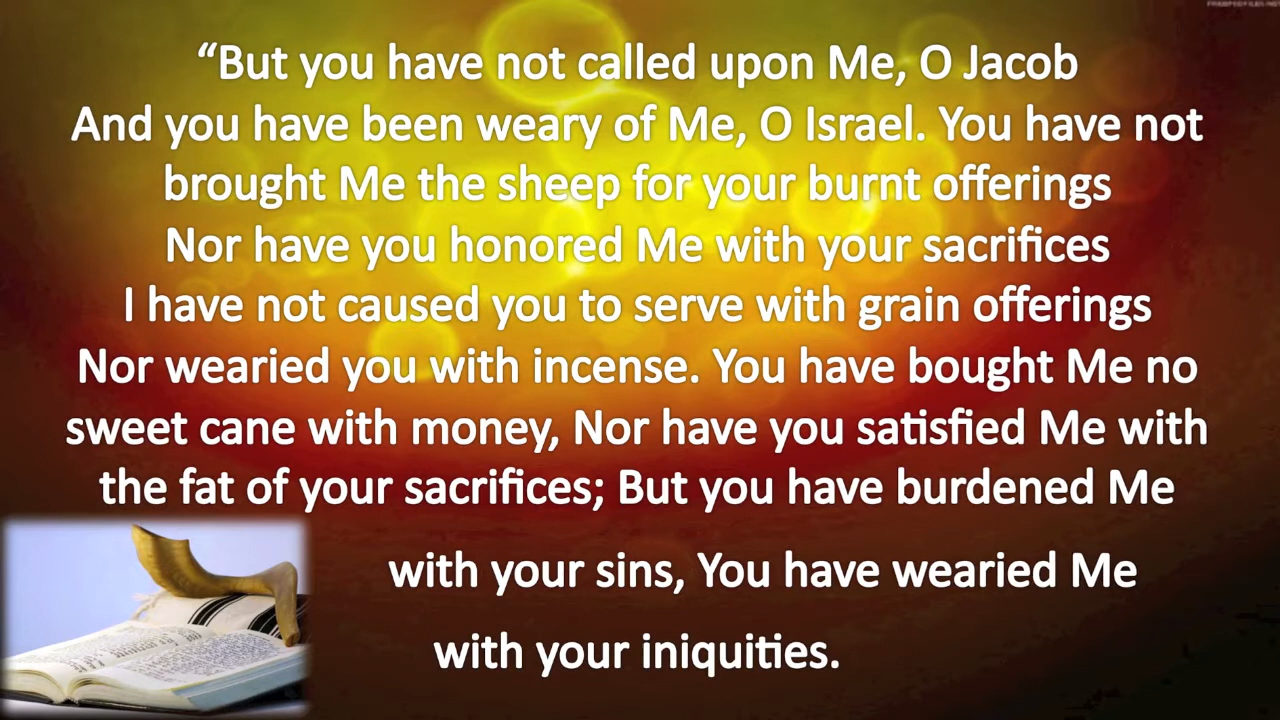 “But you have not called upon Me, O Jacob
And you have been weary of Me, O Israel. You have not
brought Me the sheep for your burnt offerings
Nor have you honored Me with your sacrifices
I have not caused you to serve with grain offerings
Nor wearied you with incense. You have bought Me no
sweet cane with money, Nor have you satisfied Me with
the fat of your sacrifices; But you have burdened Me
with your sins, You have wearied Me
with your iniquities.